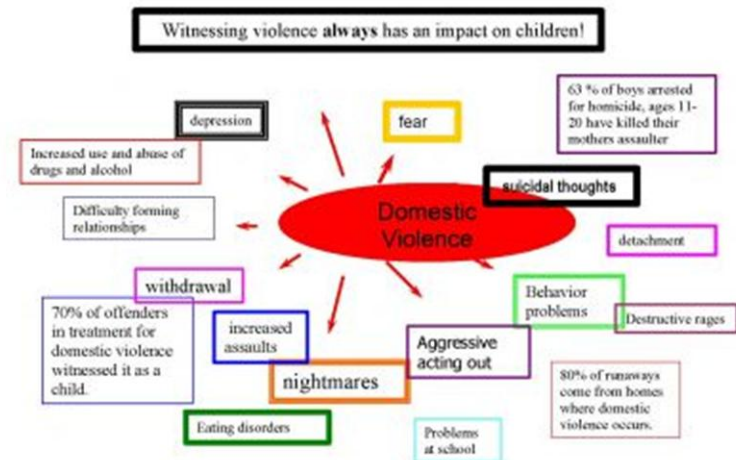 Witnessing violence always has an impact on children!
depression
fear
63 % of boys arrested
for homicide, ages 11-
20 have killed their
mothers assaulter
Increased use and abuse of
drugs and alcohol
suicidal thoughts
Difficulty forming
relationships
Domestic
Violence
detachment
withdrawal
Behavior
problems
70% of offenders
in treatment for
domestic violence
witnessed it as a
child.
increased
assaults
Destructive rages
Aggressive
acting out
nightmares
80% of runaways
come from homes
where domestic
violence occurs.
Eating disorders
Problems
at school